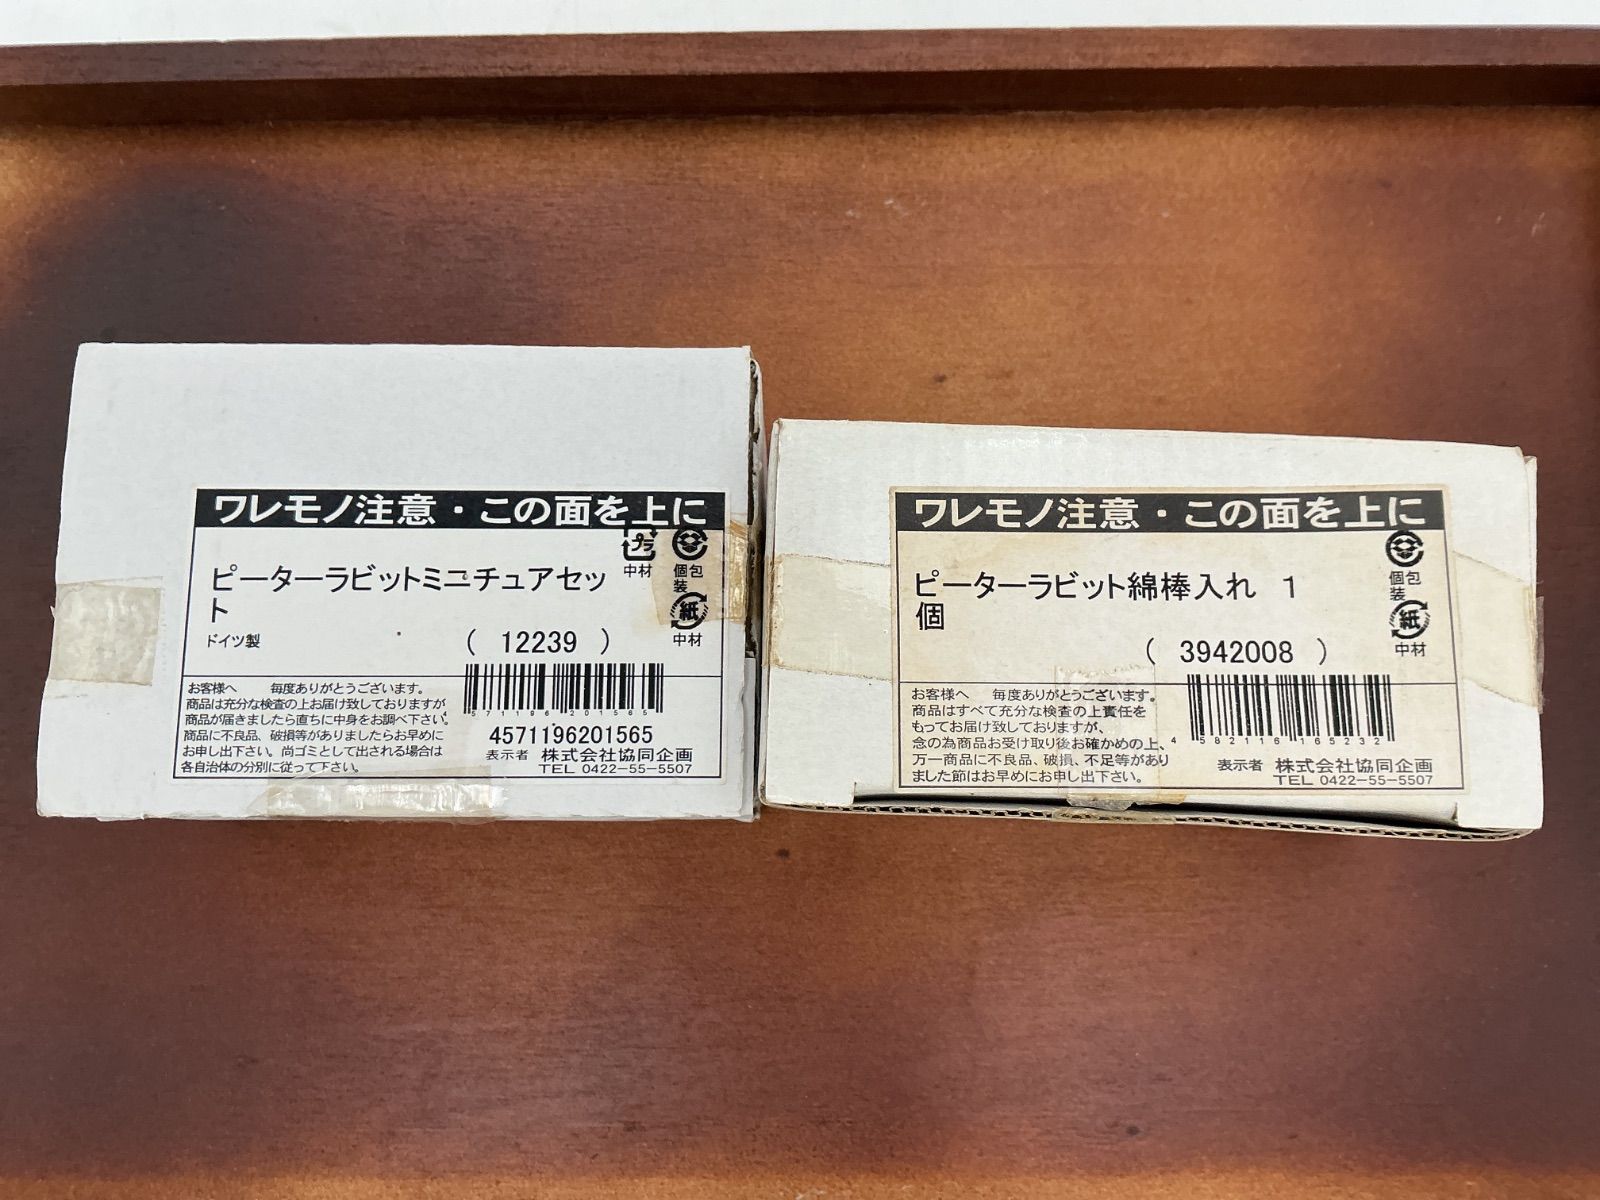 ワレモノ注意・この面を上に
プラ
中材
個包
装
紙
中材
ピーターラビットミニチュアセッ
ト
ドイツ製
( 12239 )
お客様へ 毎度ありがとうございます。
商品は充分な検査の上お届け致しておりますが
商品が届きましたら直ちに中身をお調べ下さい。
商品に不良品、破損等がありましたらお早めに
お申し出下さい。尚ゴミとして出される場合は
各自治体の分別に従って下さい。
4 571196 201565
4571196201565
表示者 株式会社協同企画
TEL 0422-55-5507
ワレモノ注意・この面を上に
個包
装
紙
中材
ピーターラビット綿棒入れ 1
個
( 3942008 )
お客様へ 毎度ありがとうございます。
商品はすべて充分な検査の上責任を
もってお届け致しておりますが、
念の為商品お受け取り後お確かめの上、
万一商品に不良品、破損、不足等があり
ました節はお早めにお申し出下さい。
4 582116 165232
表示者 株式会社協同企画
TEL 0422-55-5507